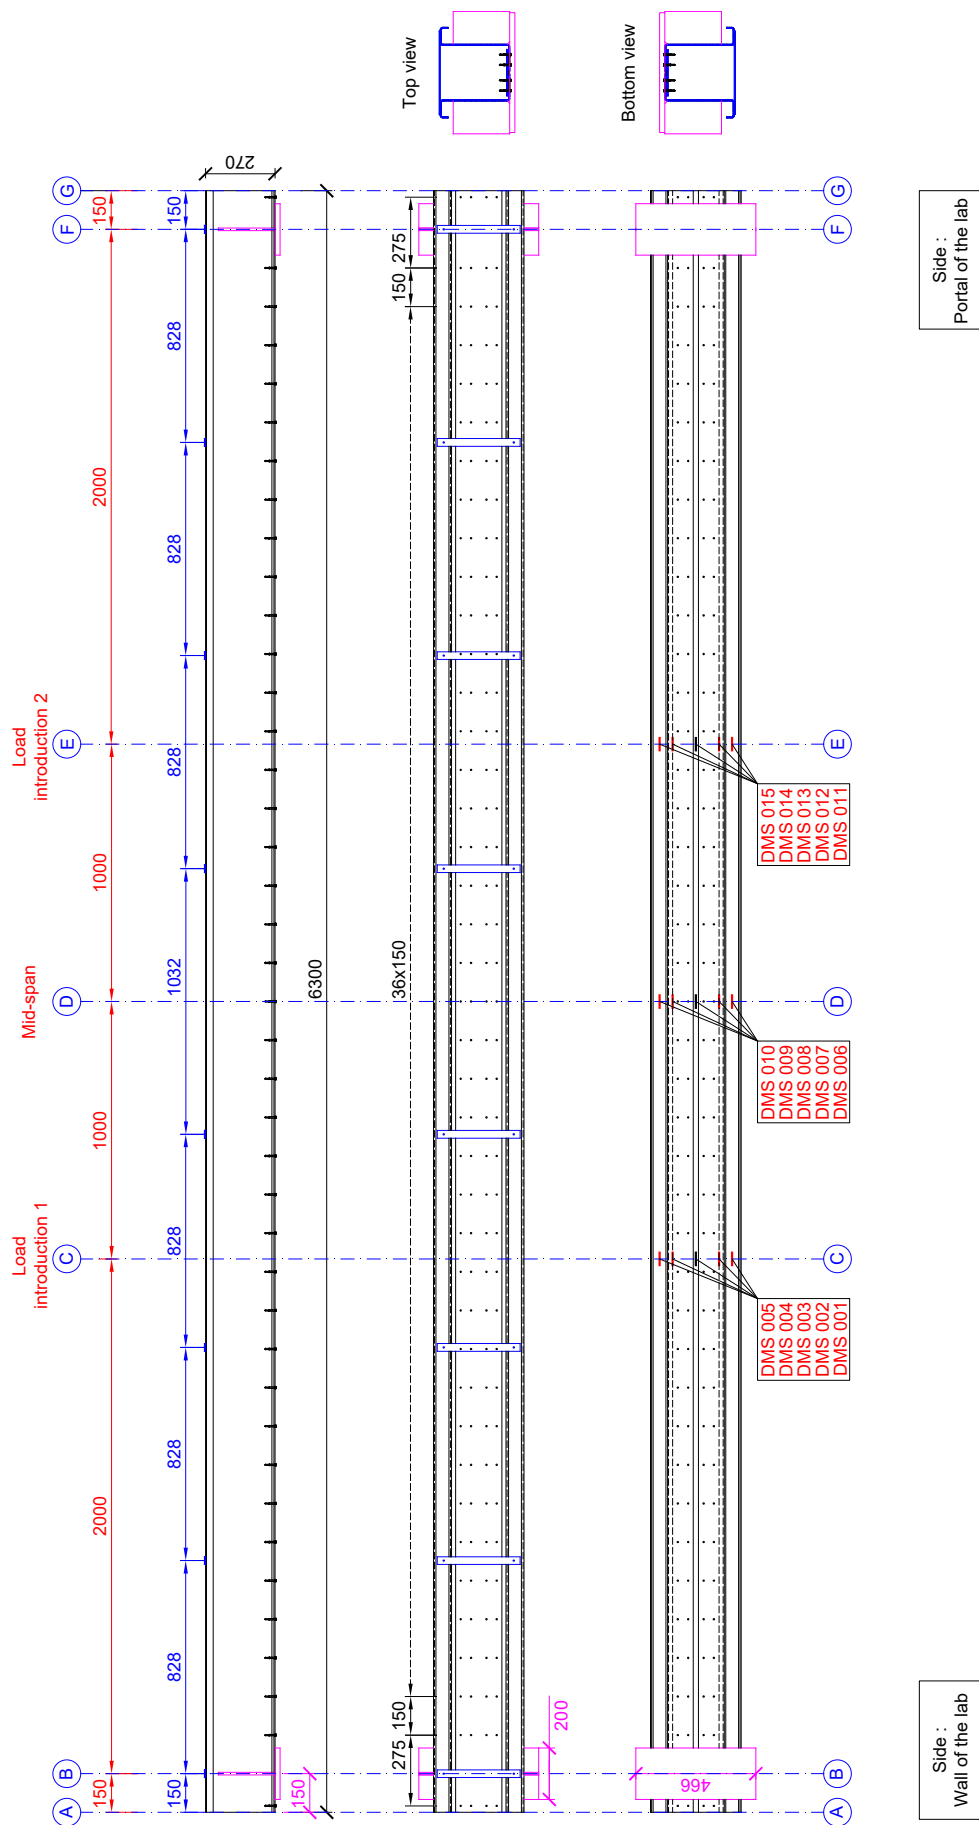 Top view
Bottom view
270
G
150
150
F
G
F
828
275
150
Side :
Portal of the lab
2000
828
Load
introduction 2
E
828
E
DMS 015
DMS 014
DMS 013
DMS 012
DMS 011
1000
Mid-span
D
1032
6300
36x150
D
DMS 010
DMS 009
DMS 008
DMS 007
DMS 006
1000
Load
introduction 1
C
828
C
DMS 005
DMS 004
DMS 003
DMS 002
DMS 001
2000
828
828
150
275
200
466
B
B
150
150
150
A
A
Side :
Wall of the lab